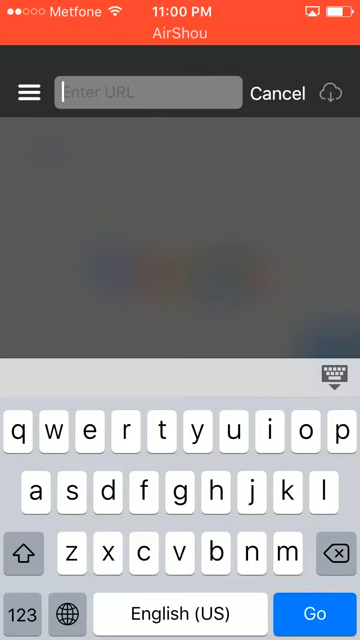 Metfone 11:00 PM
AirShou
Enter URL Cancel
q w e r t y u i o p
a s d f g h j k l
z x c v b n m
123 English (US) Go